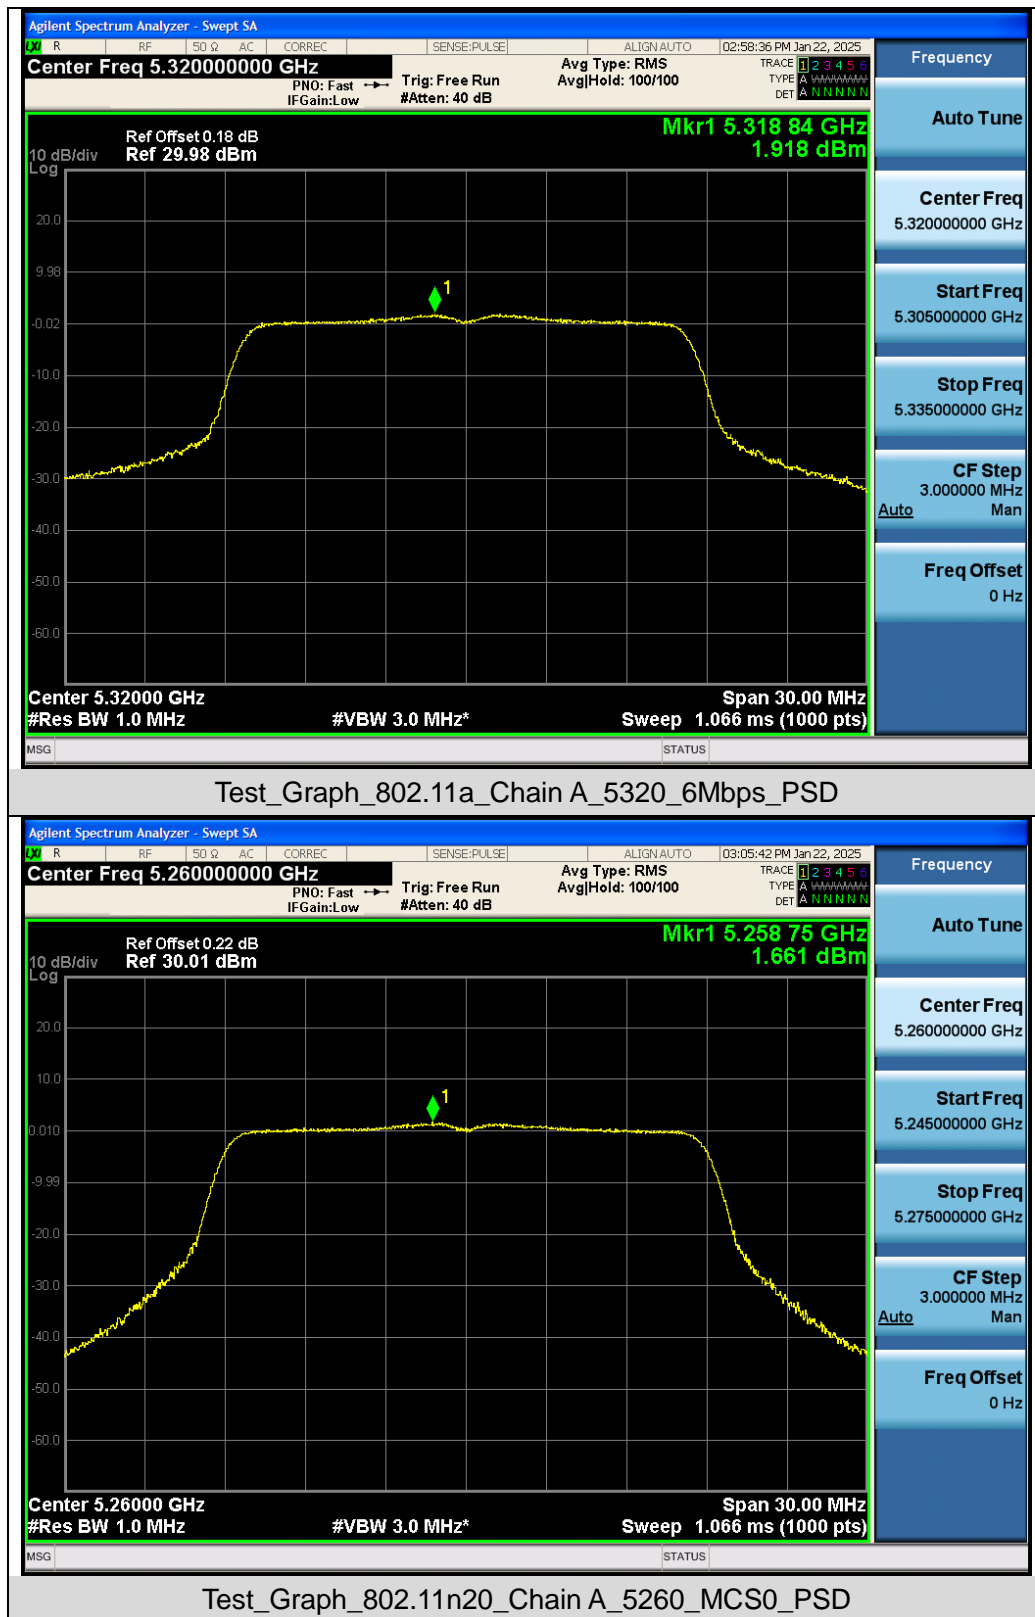 Agilent Spectrum Analyzer - Swept SA
LXI R RF 50 Ω AC CORREC SENSE:PULSE ALIGN AUTO 02:58:36 PM Jan 22, 2025
Center Freq 5.320000000 GHz
PNO: Fast
IFGain:Low
Trig: Free Run
#Atten: 40 dB
Avg Type: RMS
Avg|Hold: 100/100
TRACE 1 2 3 4 5 6
TYPE A WWWWW
DET A N N N N N
Frequency
Auto Tune
Center Freq
5.320000000 GHz
Start Freq
5.305000000 GHz
Stop Freq
5.335000000 GHz
CF Step
3.000000 MHz
Auto Man
Freq Offset
0 Hz
Mkr1 5.318 84 GHz
1.918 dBm
Ref Offset 0.18 dB
10 dB/div Ref 29.98 dBm
Log
1
20.0
9.98
-0.02
-10.0
-20.0
-30.0
-40.0
-50.0
-60.0
Center 5.32000 GHz Span 30.00 MHz
#Res BW 1.0 MHz #VBW 3.0 MHz* Sweep 1.066 ms (1000 pts)
MSG STATUS
Test_Graph_802.11a_Chain A_5320_6Mbps_PSD
Agilent Spectrum Analyzer - Swept SA
LXI R RF 50 Ω AC CORREC SENSE:PULSE ALIGN AUTO 03:05:42 PM Jan 22, 2025
Center Freq 5.260000000 GHz
PNO: Fast
IFGain:Low
Trig: Free Run
#Atten: 40 dB
Avg Type: RMS
Avg|Hold: 100/100
TRACE 1 2 3 4 5 6
TYPE A WWWWW
DET A N N N N N
Frequency
Auto Tune
Center Freq
5.260000000 GHz
Start Freq
5.245000000 GHz
Stop Freq
5.275000000 GHz
CF Step
3.000000 MHz
Auto Man
Freq Offset
0 Hz
Mkr1 5.258 75 GHz
1.661 dBm
Ref Offset 0.22 dB
10 dB/div Ref 30.01 dBm
Log
1
20.0
10.0
0.010
-9.99
-20.0
-30.0
-40.0
-50.0
-60.0
Center 5.26000 GHz Span 30.00 MHz
#Res BW 1.0 MHz #VBW 3.0 MHz* Sweep 1.066 ms (1000 pts)
MSG STATUS
Test_Graph_802.11n20_Chain A_5260_MCS0_PSD